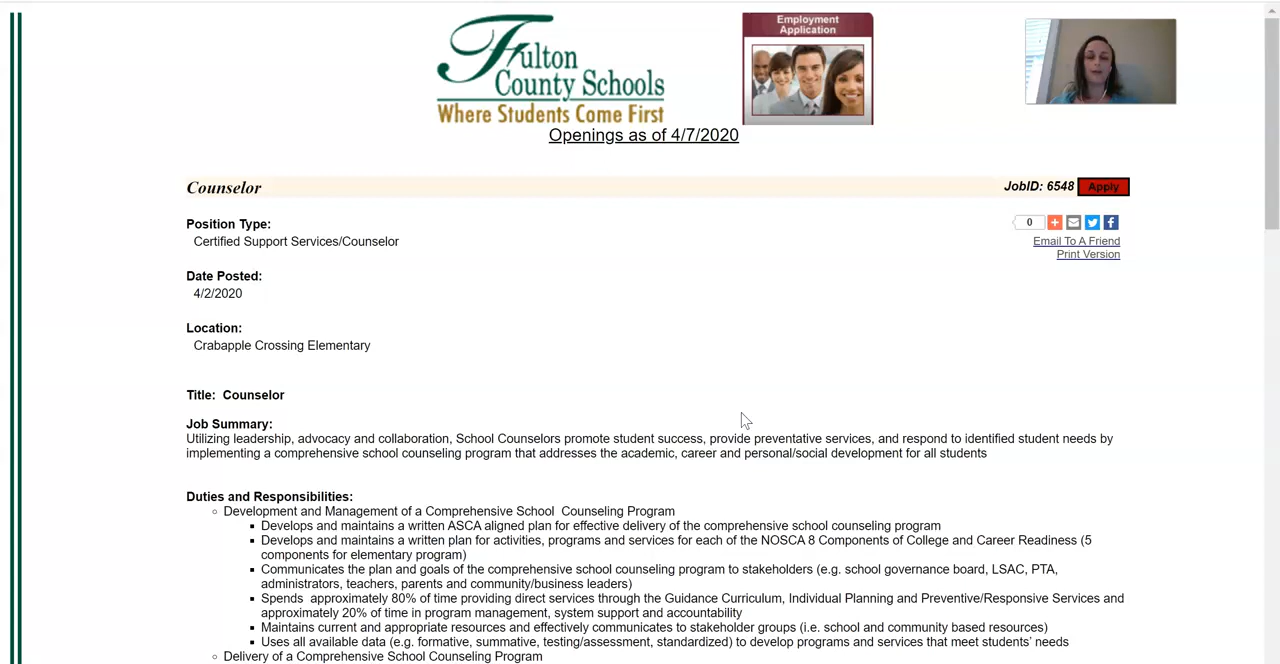 Fulton
County Schools
Where Students Come First
Employment
Application
Openings as of 4/7/2020
Counselor
JobID: 6548 Apply
Position Type:
0
Certified Support Services/Counselor
Email To A Friend
Print Version
Date Posted:
4/2/2020
Location:
Crabapple Crossing Elementary
Title: Counselor
Job Summary:
Utilizing leadership, advocacy and collaboration, School Counselors promote student success, provide preventative services, and respond to identified student needs by
implementing a comprehensive school counseling program that addresses the academic, career and personal/social development for all students
Duties and Responsibilities:
Development and Management of a Comprehensive School Counseling Program
Develops and maintains a written ASCA aligned plan for effective delivery of the comprehensive school counseling program
Develops and maintains a written plan for activities, programs and services for each of the NOSCA 8 Components of College and Career Readiness (5
components for elementary program)
Communicates the plan and goals of the comprehensive school counseling program to stakeholders (e.g. school governance board, LSAC, PTA,
administrators, teachers, parents and community/business leaders)
Spends approximately 80% of time providing direct services through the Guidance Curriculum, Individual Planning and Preventive/Responsive Services and
approximately 20% of time in program management, system support and accountability
Maintains current and appropriate resources and effectively communicates to stakeholder groups (i.e. school and community based resources)
Uses all available data (e.g. formative, summative, testing/assessment, standardized) to develop programs and services that meet students' needs
Delivery of a Comprehensive School Counseling Program